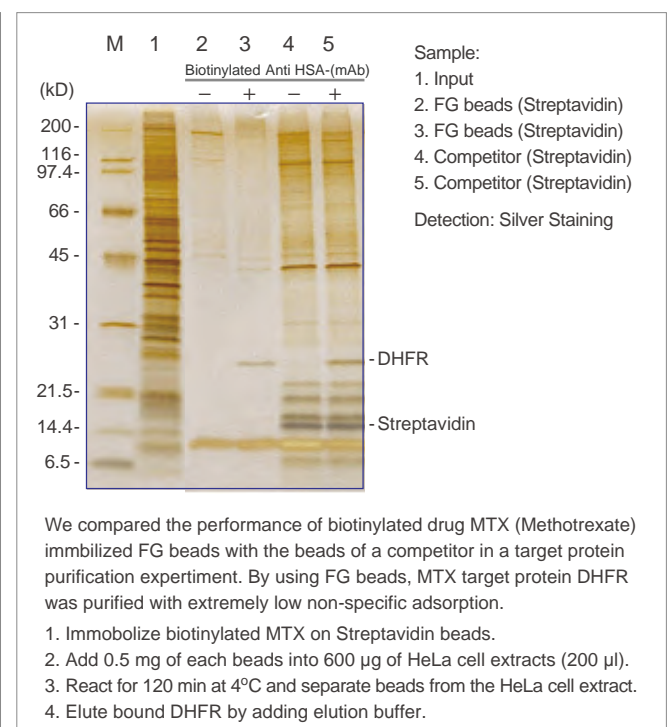 M 1 2 3 4 5
Biotinylated Anti HSA-(mAb)
(kD) – + – +
200-
116-
97.4-
66 -
45 -
31 -
21.5-
14.4-
6.5 -
-DHFR
-Streptavidin
Sample:
1. Input
2. FG beads (Streptavidin)
3. FG beads (Streptavidin)
4. Competitor (Streptavidin)
5. Competitor (Streptavidin)
Detection: Silver Staining
We compared the performance of biotinylated drug MTX (Methotrexate)
immbilized FG beads with the beads of a competitor in a target protein
purification expertiment. By using FG beads, MTX target protein DHFR
was purified with extremely low non-specific adsorption.
1. Immobolize biotinylated MTX on Streptavidin beads.
2. Add 0.5 mg of each beads into 600 µg of HeLa cell extracts (200 µl).
3. React for 120 min at 4ºC and separate beads from the HeLa cell extract.
4. Elute bound DHFR by adding elution buffer.